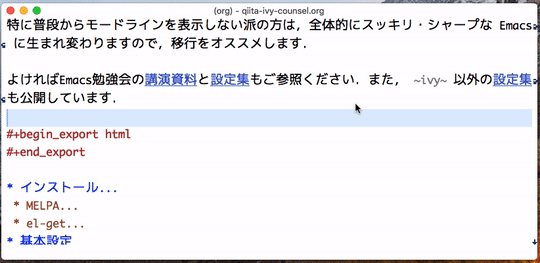 (org) - qiita-ivy-counsel.org
特に普段からモードラインを表示しない派の方は，全体的にスッキリ・シャープな Emacs
に生まれ変わりますので，移行をオススメします．
よければEmacs勉強会の講演資料と設定集もご参照ください．また， ~ivy~ 以外の設定集
も公開しています．
#+begin_export html
#+end_export
* インストール...
* MELPA...
* el-get...
* 基本設定